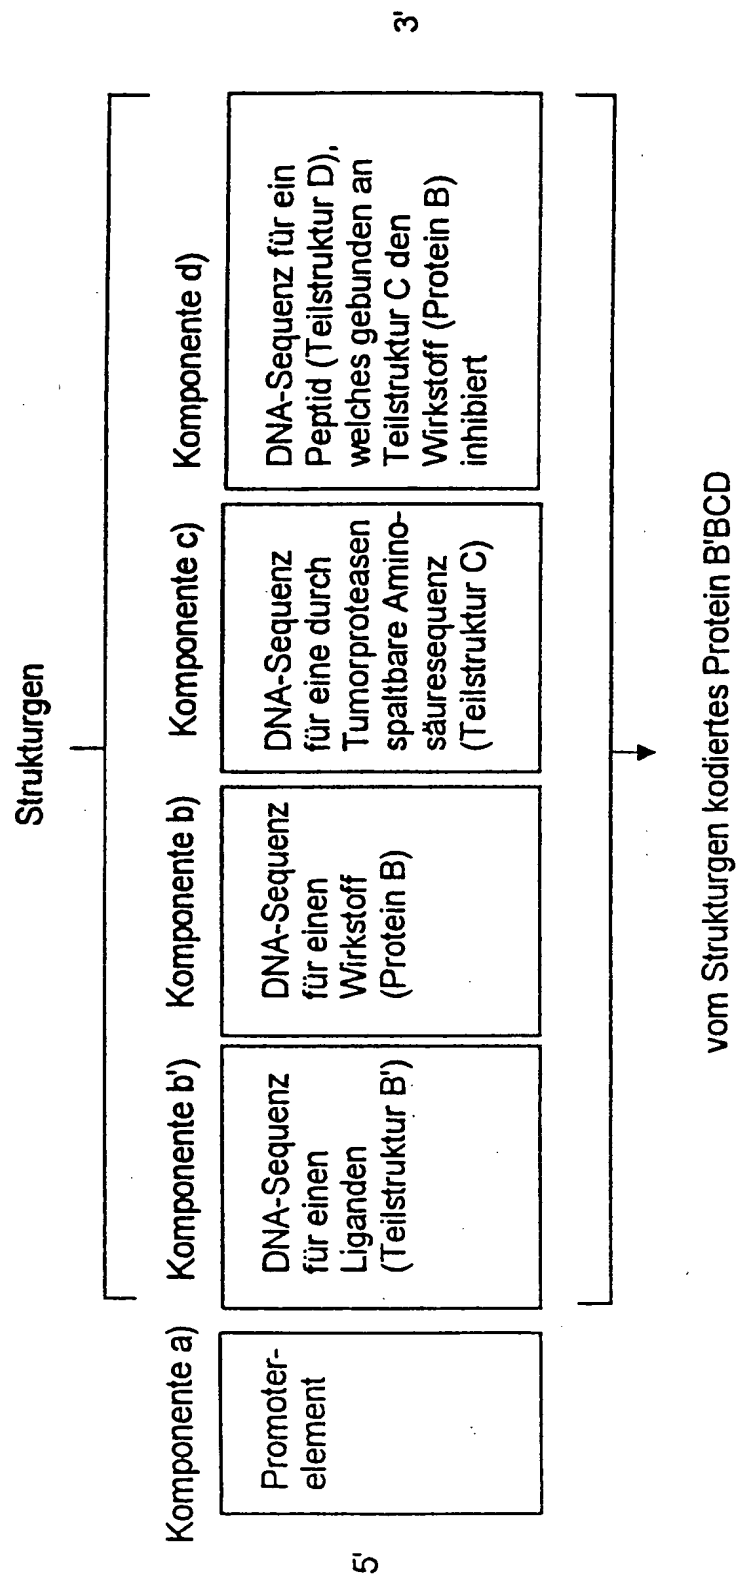 Strukturgen
Komponente a)
Komponente b')
Komponente b)
Komponente c)
Komponente d)
5'
Promoter-
element
DNA-Sequenz
für einen
Liganden
(Teilstruktur B')
DNA-Sequenz
für einen
Wirkstoff
(Protein B)
DNA-Sequenz
für eine durch
Tumorproteasen
spaltbare Amino-
säuresequenz
(Teilstruktur C)
DNA-Sequenz für ein
Peptid (Teilstruktur D),
welches gebunden an
Teilstruktur C den
Wirkstoff (Protein B)
inhibiert
3'
vom Strukturgen kodiertes Protein B'BCD